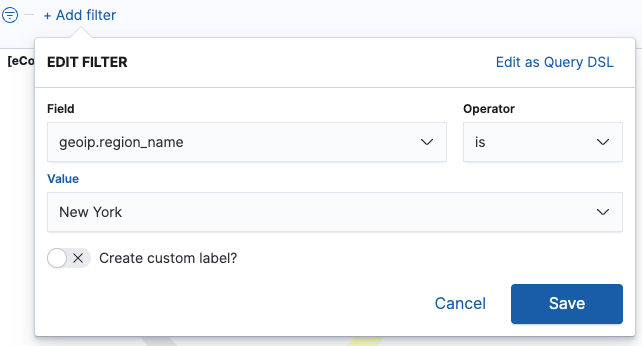 + Add filter
[eCo
EDIT FILTER Edit as Query DSL
Field Operator
geoip.region_name is
Value
New York
Create custom label?
Cancel Save